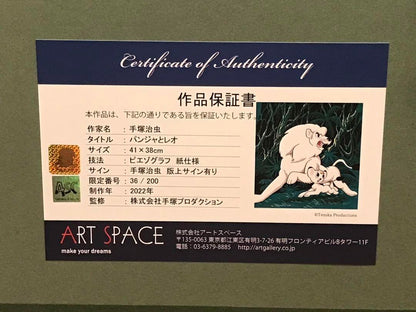 Certificate of Authenticity
作品保証書
本作品は、下記の通りである旨を保証いたします。
作家名 : 手塚治虫
タイトル : パンジャとレオ
サイズ : 41×38cm
技法 : ピエゾグラフ 紙仕様
サイン : 手塚治虫 版上サイン有り
限定番号 : 36 / 200
制作年 : 2022年
監修 : 株式会社手塚プロダクション
©Tezuka Productions
ART SPACE
make your dreams
株式会社アートスペース
〒135-0063 東京都江東区有明3-7-26 有明フロンティアビルBタワー11F
電話 : 03-6379-8885 http://artgallery.co.jp